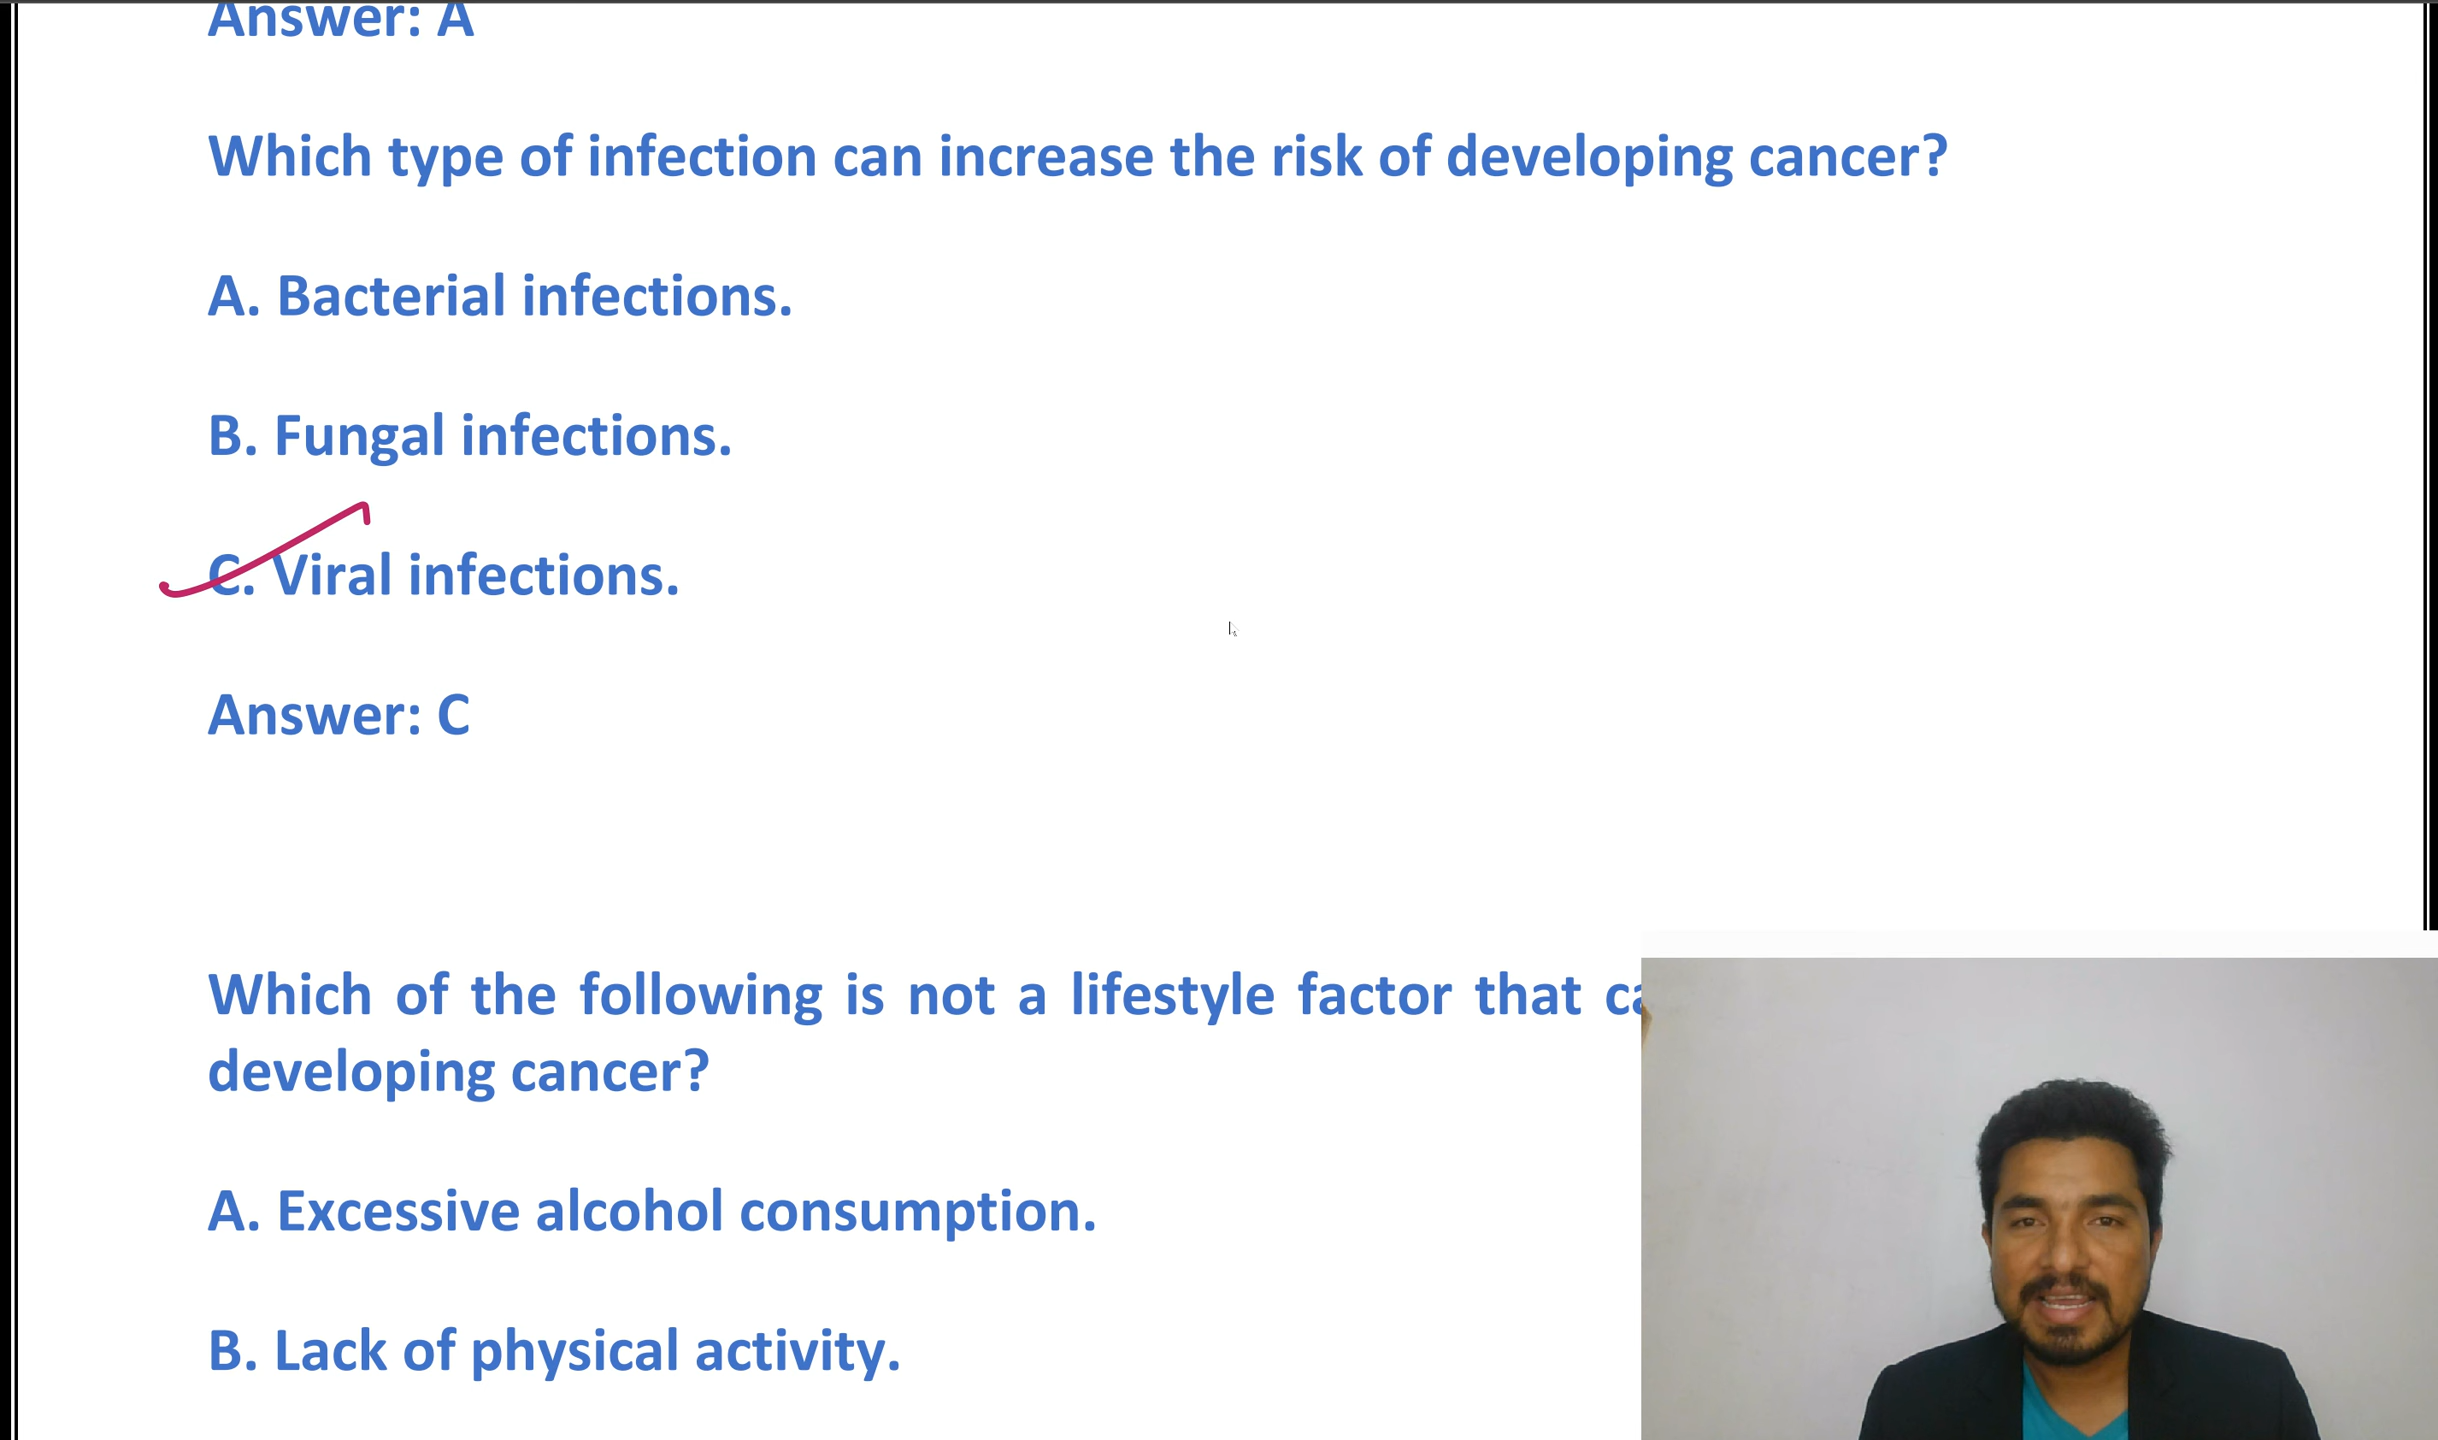 Answer: A
Which type of infection can increase the risk of developing cancer?
A. Bacterial infections.
B. Fungal infections.
C. Viral infections.
Answer: C
Which of the following is not a lifestyle factor that
developing cancer?
A. Excessive alcohol consumption.
B. Lack of physical activity.